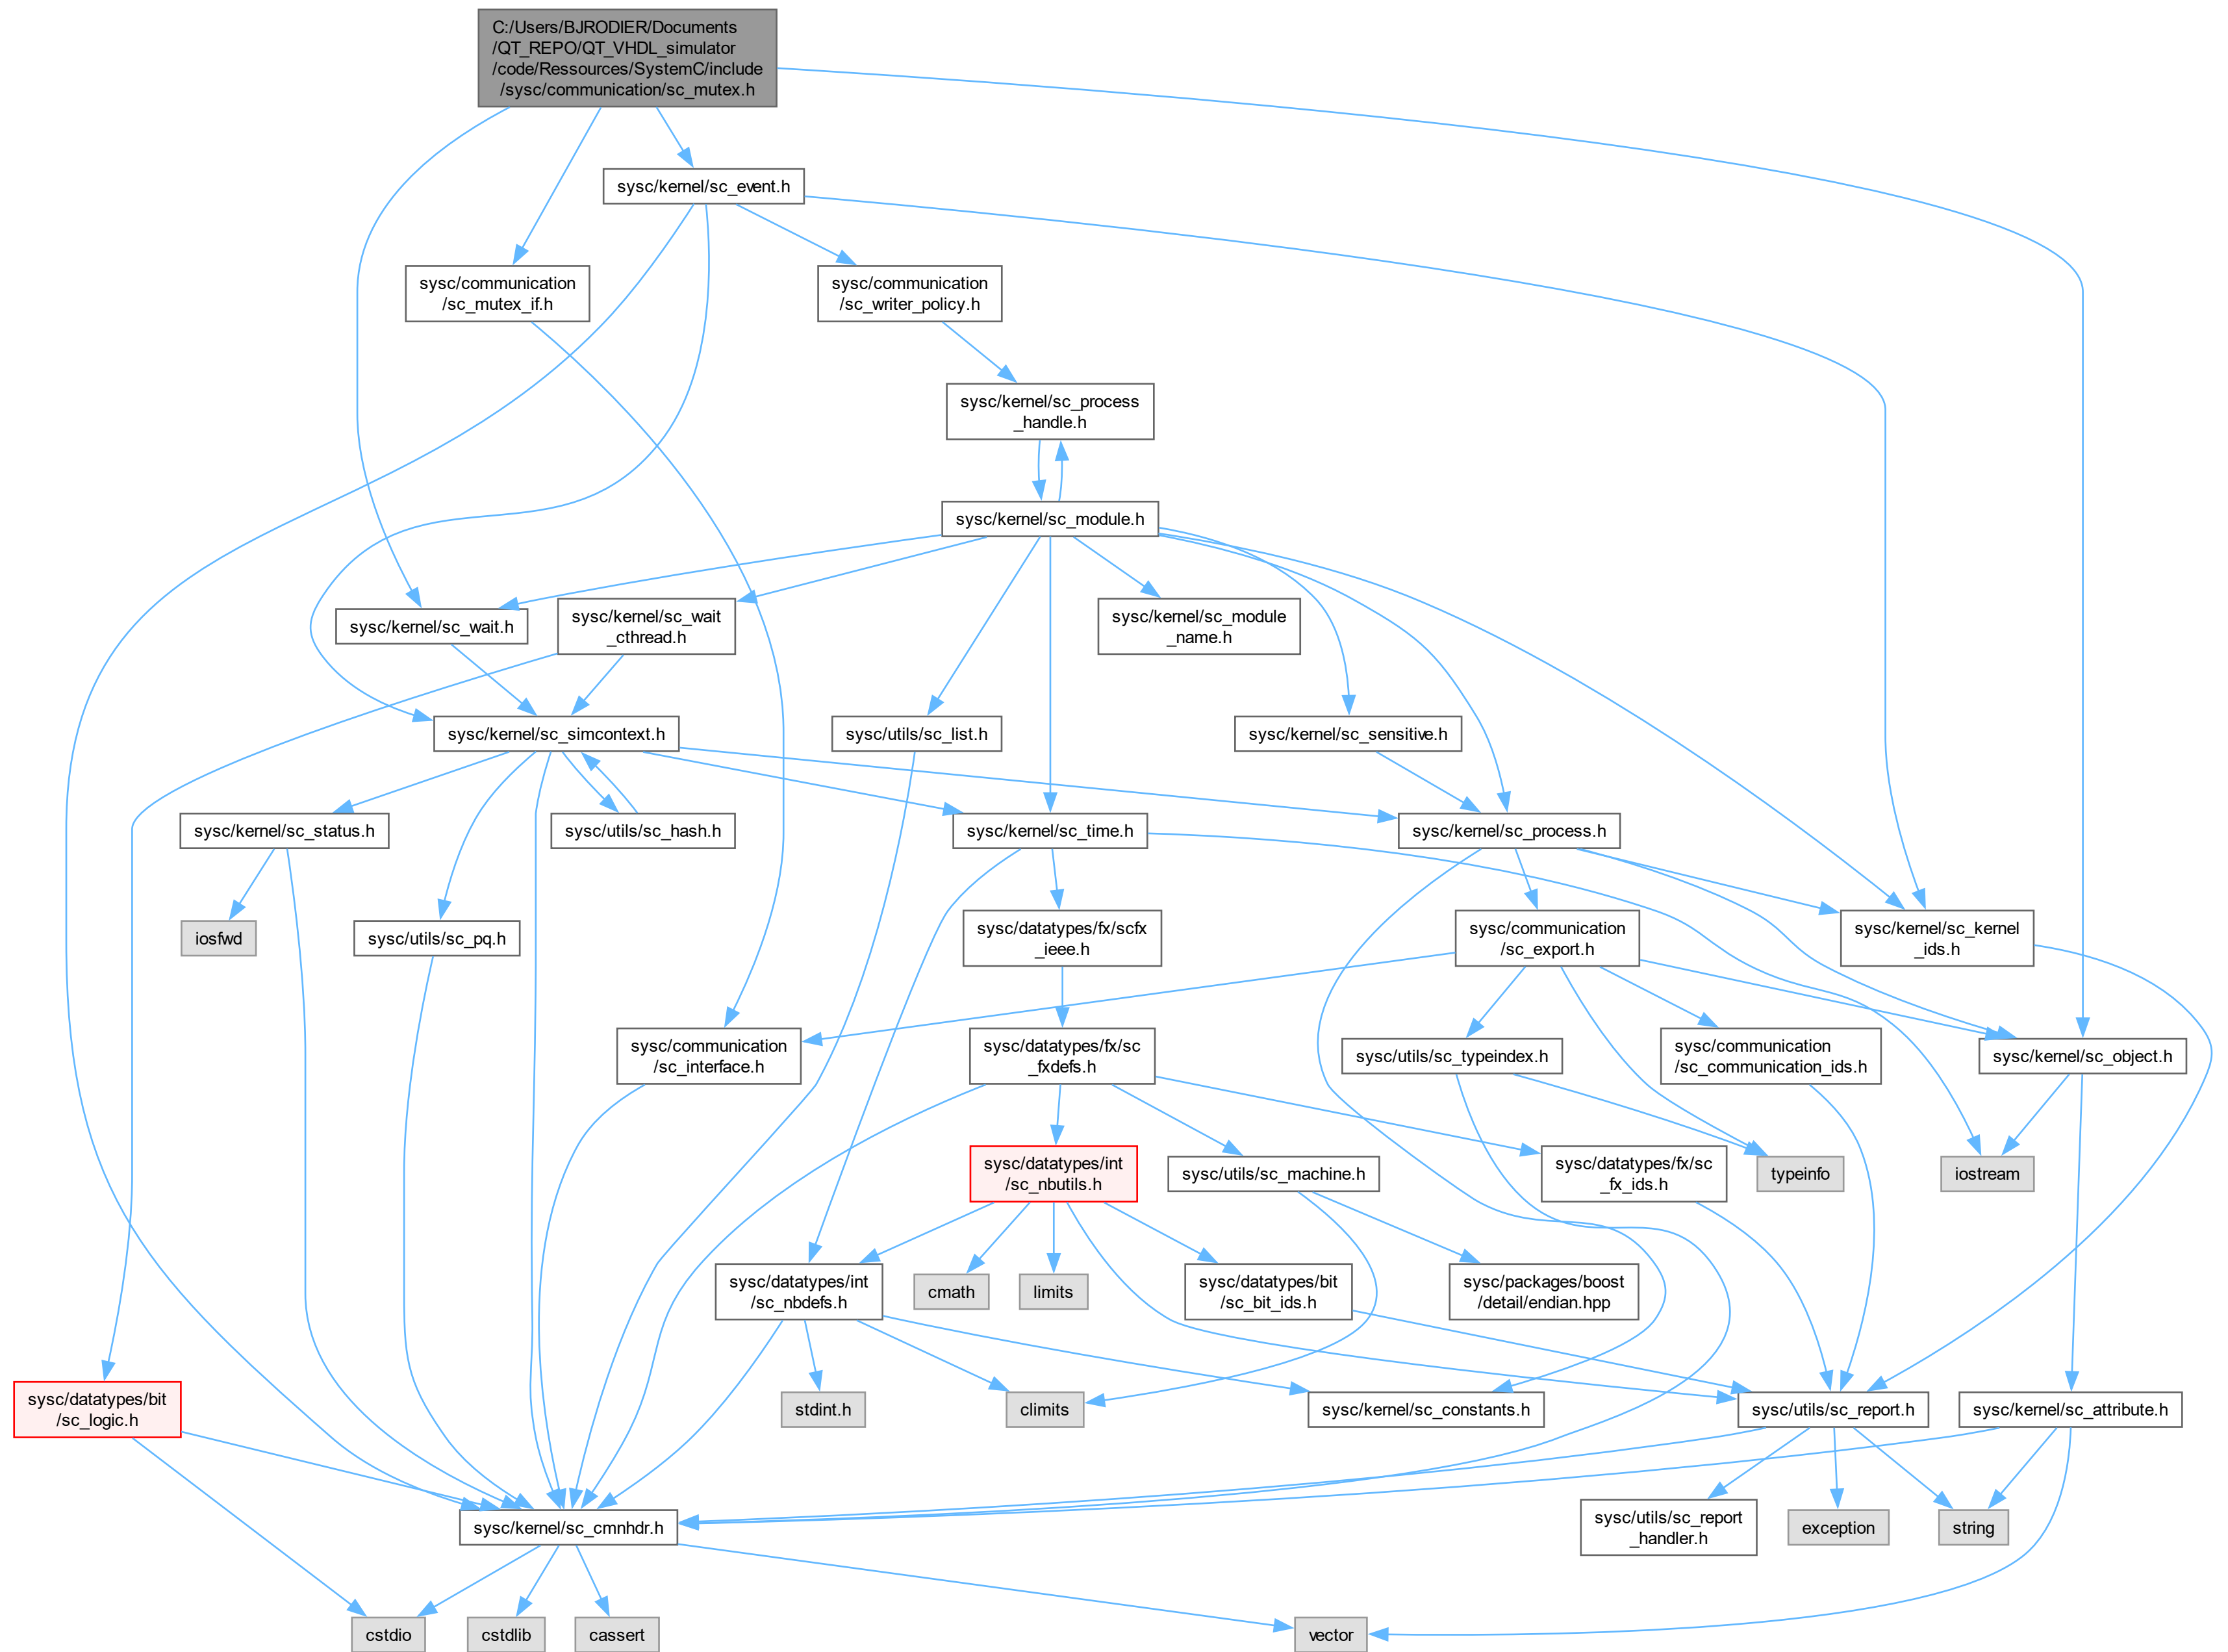 C:/Users/BJRODIER/Documents
/QT_REPO/QT_VHDL_simulator
/code/Ressources/SystemC/include
/sysc/communication/sc_mutex.h
sysc/kernel/sc_event.h
sysc/communication
/sc_mutex_if.h
sysc/communication
/sc_writer_policy.h
sysc/kernel/sc_process
_handle.h
sysc/kernel/sc_module.h
sysc/kernel/sc_wait.h
sysc/kernel/sc_wait
_cthread.h
sysc/kernel/sc_module
_name.h
sysc/kernel/sc_simcontext.h
sysc/utils/sc_list.h
sysc/kernel/sc_sensitive.h
sysc/kernel/sc_status.h
sysc/utils/sc_hash.h
sysc/kernel/sc_time.h
sysc/kernel/sc_process.h
iosfwd
sysc/utils/sc_pq.h
sysc/datatypes/fx/scfx
_ieee.h
sysc/communication
/sc_export.h
sysc/kernel/sc_kernel
_ids.h
sysc/communication
/sc_interface.h
sysc/datatypes/fx/sc
_fxdefs.h
sysc/utils/sc_typeindex.h
sysc/communication
/sc_communication_ids.h
sysc/kernel/sc_object.h
sysc/datatypes/int
/sc_nbutils.h
sysc/utils/sc_machine.h
sysc/datatypes/fx/sc
_fx_ids.h
typeinfo
iostream
sysc/datatypes/int
/sc_nbdefs.h
cmath
limits
sysc/datatypes/bit
/sc_bit_ids.h
sysc/packages/boost
/detail/endian.hpp
sysc/datatypes/bit
/sc_logic.h
stdint.h
climits
sysc/kernel/sc_constants.h
sysc/utils/sc_report.h
sysc/kernel/sc_attribute.h
sysc/kernel/sc_cmnhdr.h
sysc/utils/sc_report
_handler.h
exception
string
cstdio
cstdlib
cassert
vector